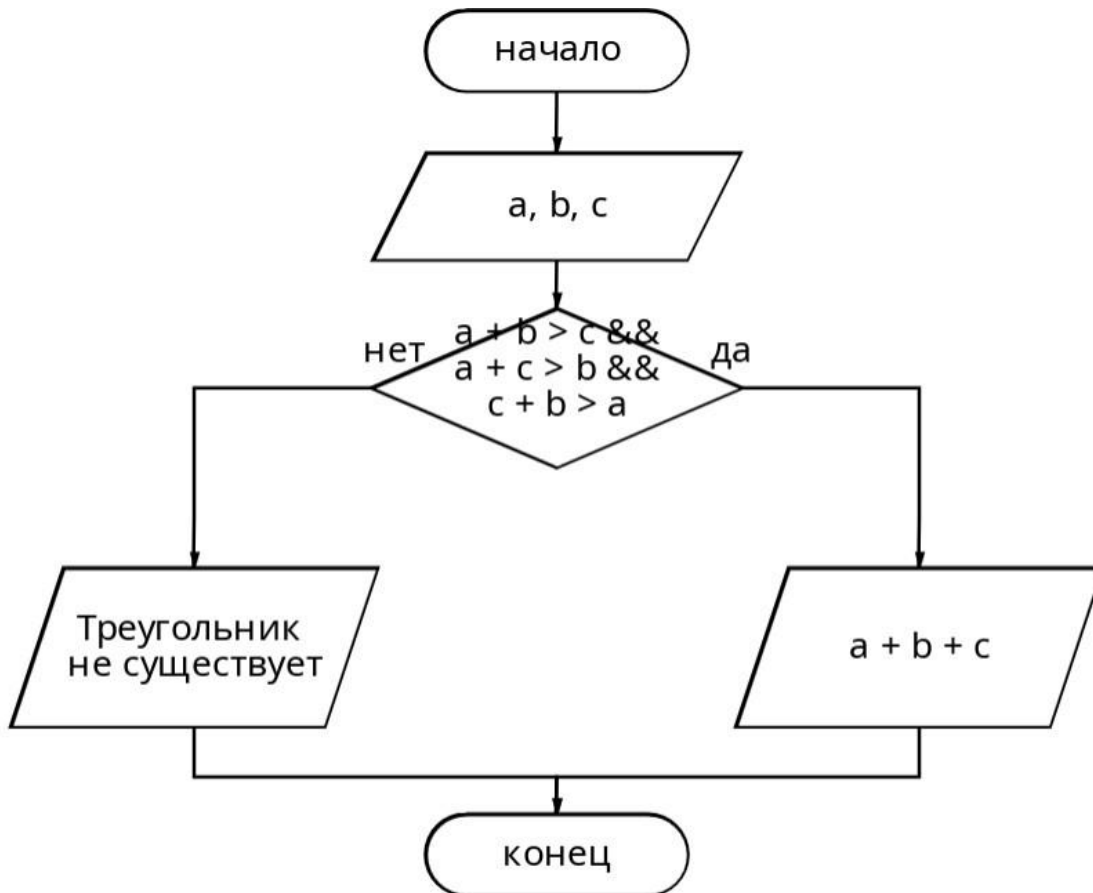 начало
a, b, c
a + b > c &&
нет
да
a + c > b &&
c + b > a
Треугольник
не существует
a + b + c
конец